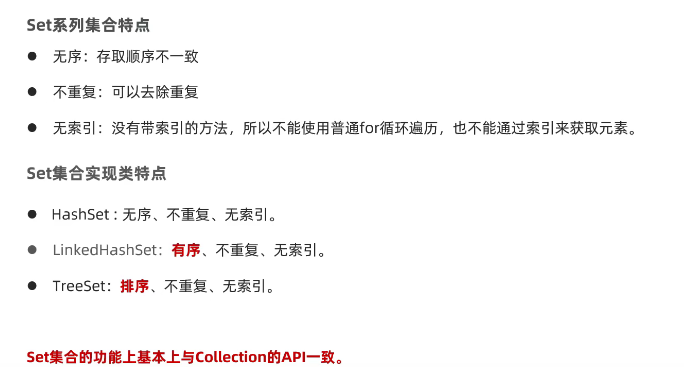 Set系列集合特点
● 无序：存取顺序不一致
● 不重复：可以去除重复
● 无索引：没有带索引的方法，所以不能使用普通for循环遍历，也不能通过索引来获取元素。
Set集合实现类特点
● HashSet : 无序、不重复、无索引。
● LinkedHashSet：有序、不重复、无索引。
● TreeSet：排序、不重复、无索引。
Set集合的功能上基本上与Collection的API一致。